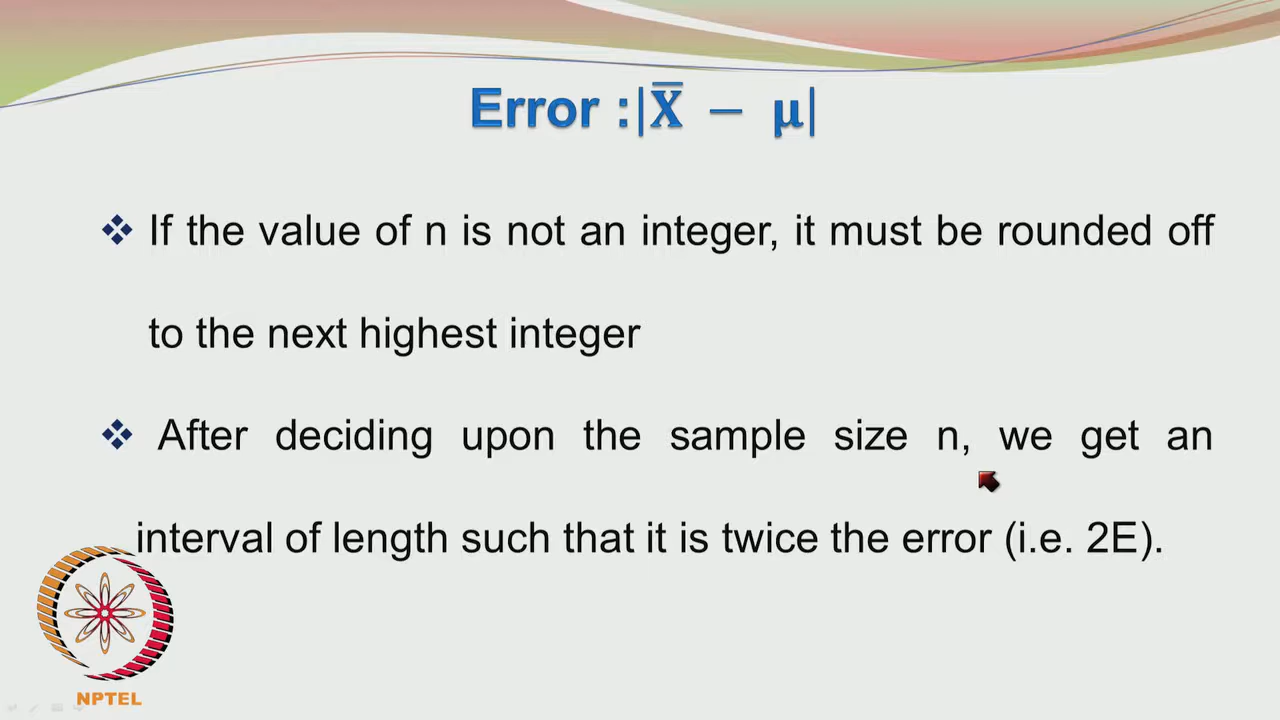 Error :|X̅ − μ|
❖ If the value of n is not an integer, it must be rounded off
to the next highest integer
❖ After deciding upon the sample size n, we get an
interval of length such that it is twice the error (i.e. 2E).
NPTEL